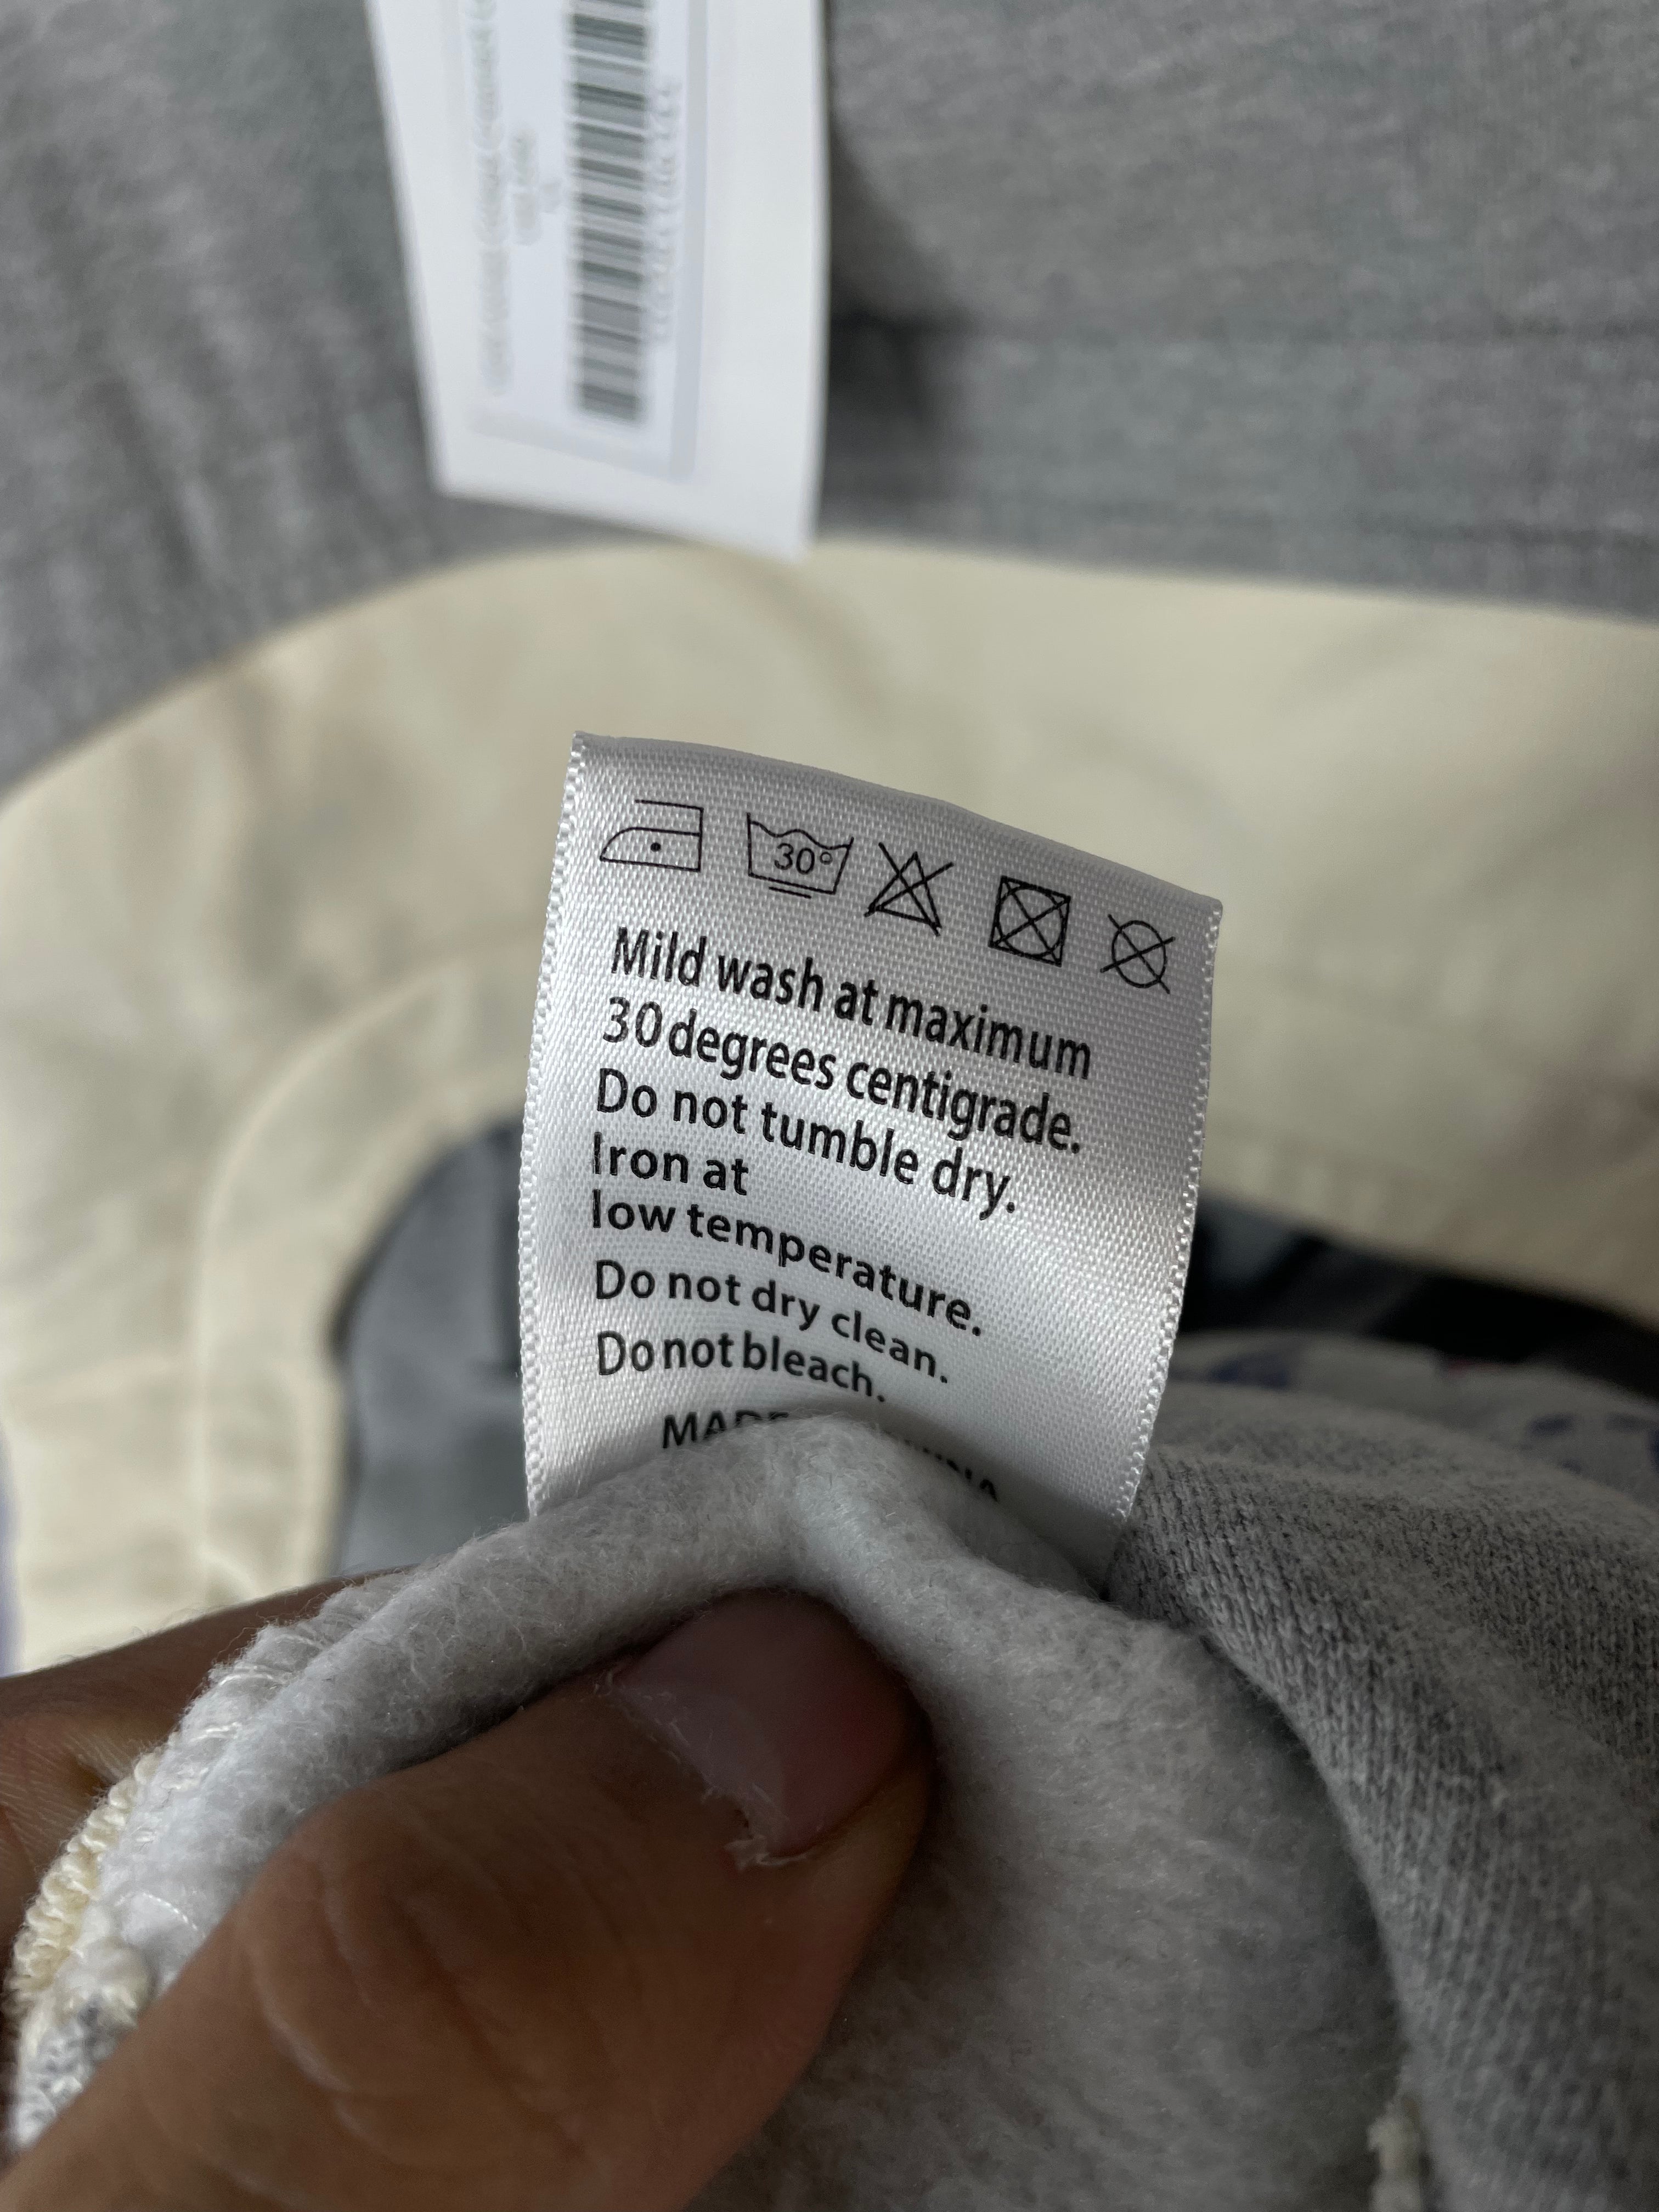 30°
Mild wash at maximum
30 degrees centigrade.
Do not tumble dry.
Iron at
low temperature.
Do not dry clean.
Do not bleach.
MADE